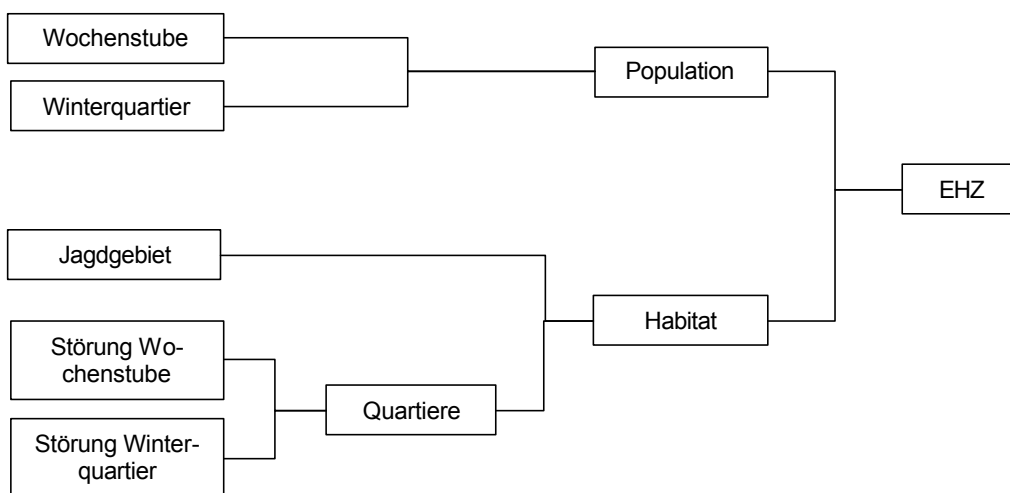 Wochenstube
Population
Winterquartier
EHZ
Jagdgebiet
Habitat
Störung Wo-
chenstube
Quartiere
Störung Winter-
quartier